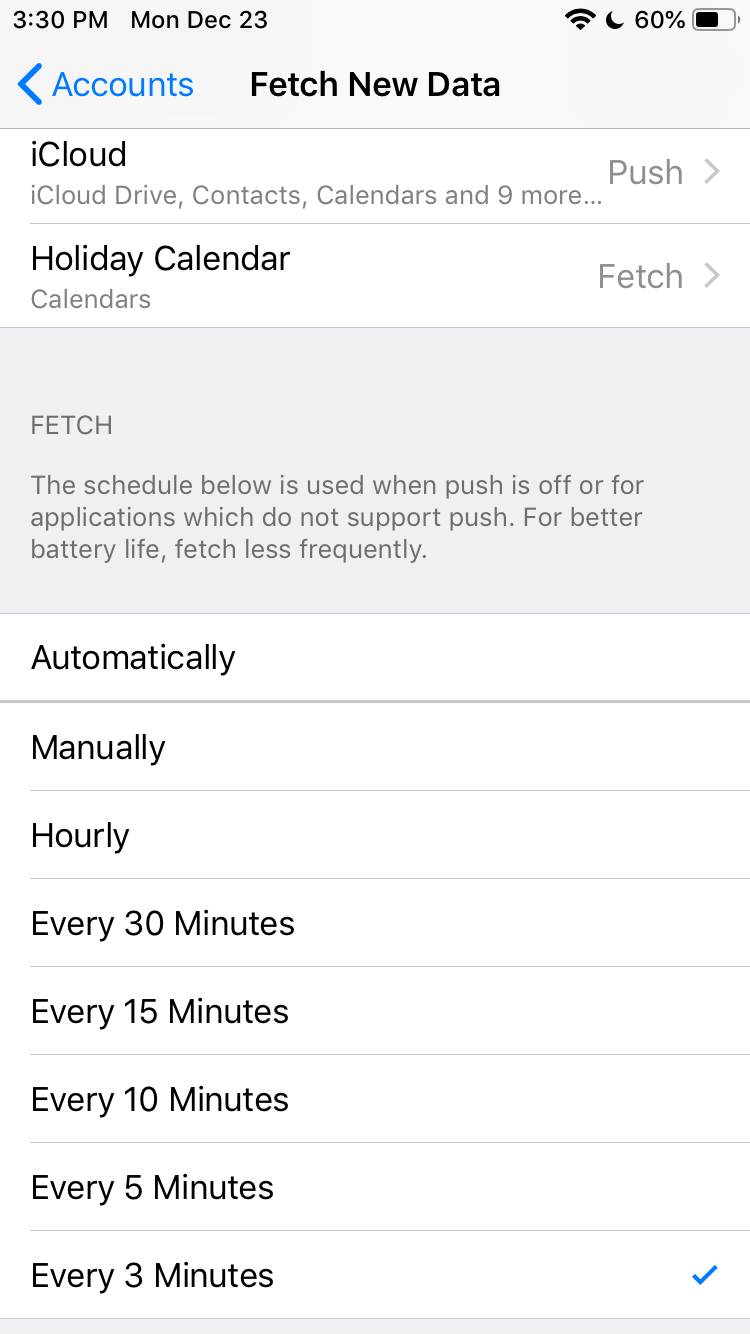 3:30 PM Mon Dec 23 60%
Accounts Fetch New Data
iCloud
iCloud Drive, Contacts, Calendars and 9 more...
Push
Holiday Calendar
Calendars
Fetch
FETCH
The schedule below is used when push is off or for
applications which do not support push. For better
battery life, fetch less frequently.
Automatically
Manually
Hourly
Every 30 Minutes
Every 15 Minutes
Every 10 Minutes
Every 5 Minutes
Every 3 Minutes